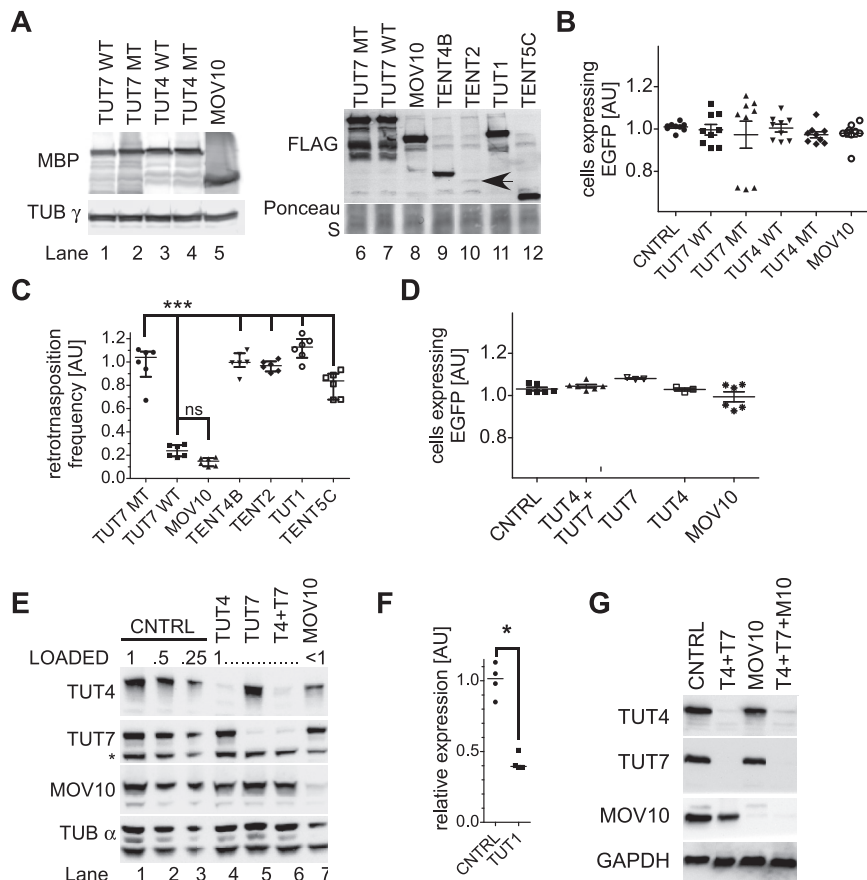 A
TUT7 WT
TUT7 MT
TUT4 WT
TUT4 MT
MOV10
MBP
TUB γ
Lane 1 2 3 4 5
TUT7 MT
TUT7 WT
MOV10
TENT4B
TENT2
TUT1
TENT5C
FLAG
Ponceau
S
6 7 8 9 10 11 12
B
cells expressing
EGFP [AU]
1.2
1.0
0.8
CNTRL
TUT7 WT
TUT7 MT
TUT4 WT
TUT4 MT
MOV10
C
***
ns
retrotrnasposition
frequency [AU]
1.2
1.0
0.8
0.6
0.4
0.2
0.0
TUT7 MT
TUT7 WT
MOV10
TENT4B
TENT2
TUT1
TENT5C
D
cells expressing
EGFP [AU]
1.2
1.0
0.8
CNTRL
TUT4+
TUT7
TUT7
TUT4
MOV10
E
CNTRL
TUT4
TUT7
T4+T7
MOV10
LOADED 1 .5 .25 1............... <1
TUT4
TUT7
*
MOV10
TUB α
Lane 1 2 3 4 5 6 7
F
*
relative expression [AU]
1.0
0.5
0.0
CNTRL
TUT1
G
CNTRL
T4+T7
MOV10
T4+T7+M10
TUT4
TUT7
MOV10
GAPDH